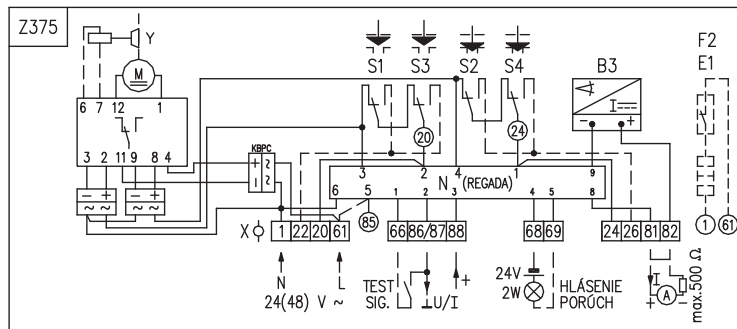 Z375
Y
M
6 7 12 1
3 2 11 9 8 4
− + − +
~ ~
KBPC
+ ~
− ~
S1 S3 S2 S4
20
24
B3
I
− +
F2
E1
3 2 4 1 9
N (REGADA)
6 5 1 2 3 4 5 8
85
X 1 22 20 61 66 86/87 88 68 69 24 26 81 82
1 61
N L
24(48) V ~
TEST
SIG.
⊥U/I
+
24V
2W
HLÁSENIE
PORÚCH
I
A
+ −
max.500 Ω